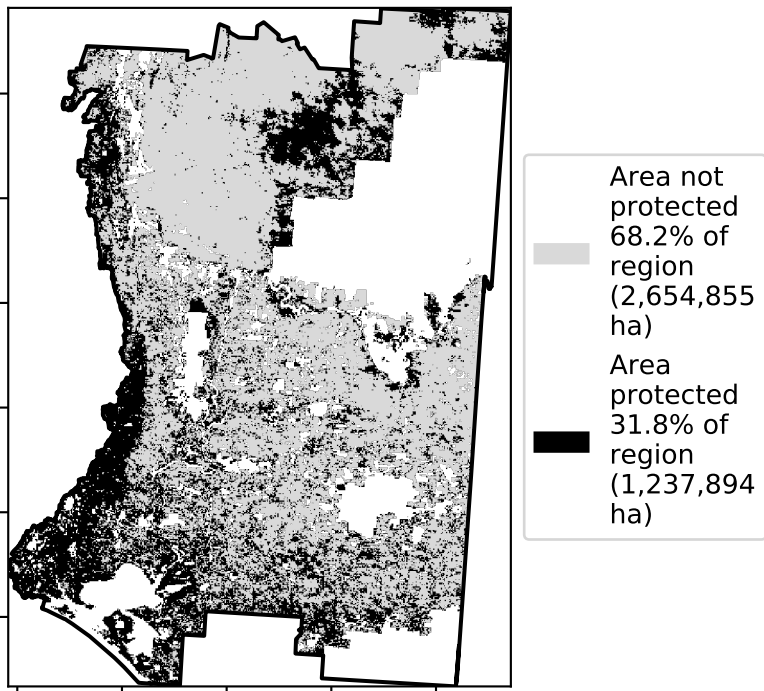 Area not
protected
68.2% of
region
(2,654,855
ha)
Area
protected
31.8% of
region
(1,237,894
ha)